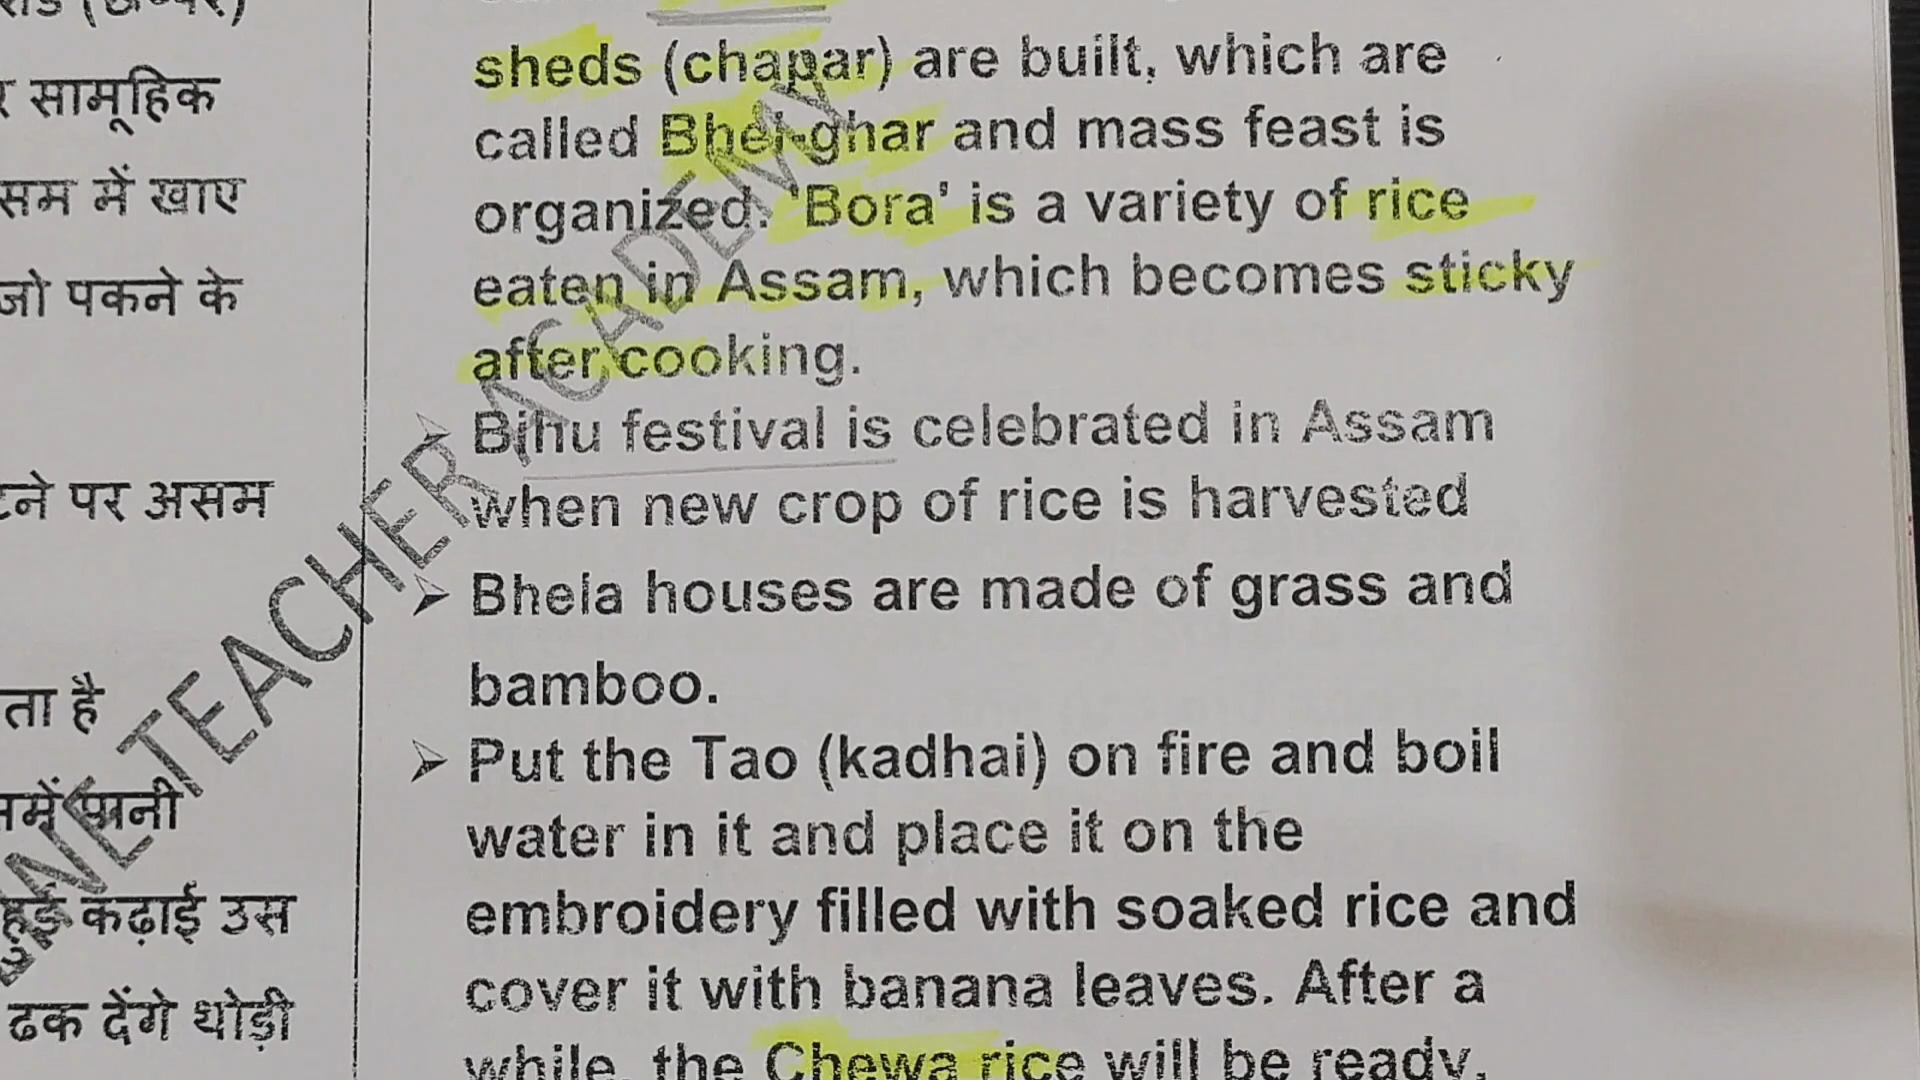 सामूहिक
सम में खाए
जो पकने के
टने पर असम
ता है
समें पानी
हुई कढ़ाई उस
ढक देंगे थोड़ी
sheds (chapar) are built, which are
called Bhel-ghar and mass feast is
organized. 'Bora' is a variety of rice
eaten in Assam, which becomes sticky
after cooking.
➢ Bihu festival is celebrated in Assam
when new crop of rice is harvested
➢ Bhela houses are made of grass and
bamboo.
➢ Put the Tao (kadhai) on fire and boil
water in it and place it on the
embroidery filled with soaked rice and
cover it with banana leaves. After a
while, the Chewa rice will be ready.
TEACHER ACADEMY